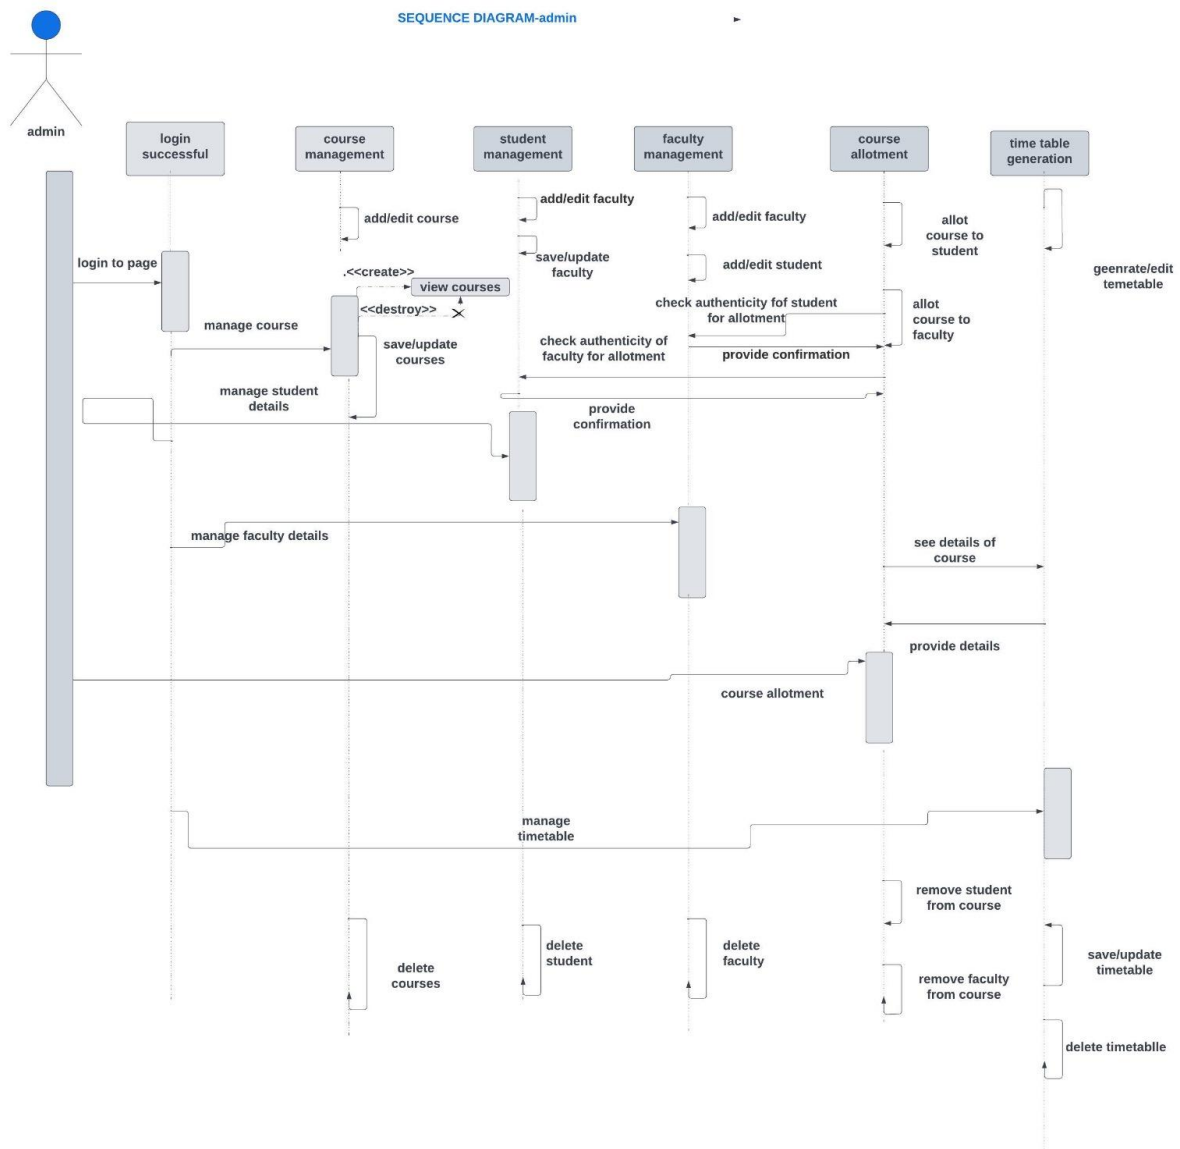 SEQUENCE DIAGRAM-admin
admin
login
successful
course
management
student
management
faculty
management
course
allotment
time table
generation
add/edit course
add/edit faculty
save/update
faculty
add/edit faculty
add/edit student
allot
course to
student
geenrate/edit
temetable
login to page
.<<create>>
view courses
<<destroy>>
save/update
courses
manage course
check authenticity fof student
for allotment
allot
course to
faculty
check authenticity of
faculty for allotment
provide confirmation
manage student
details
provide
confirmation
manage faculty details
see details of
course
provide details
course allotment
manage
timetable
remove student
from course
delete
courses
delete
student
delete
faculty
save/update
timetable
remove faculty
from course
delete timetablle